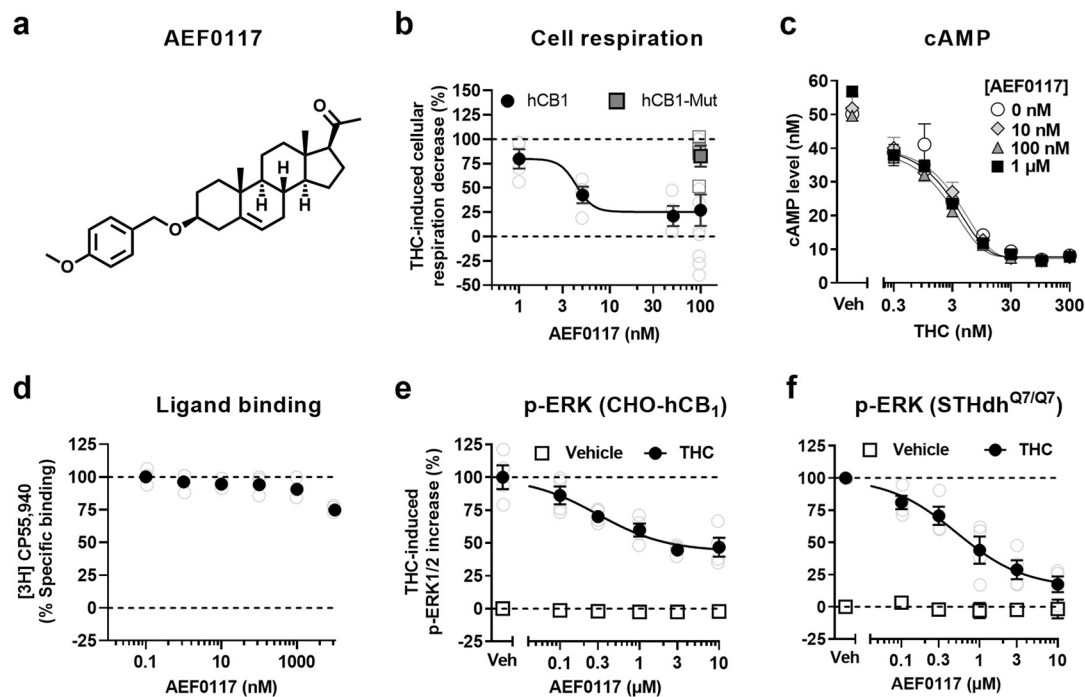 a
AEF0117
O
H
H
H
O
O
b
Cell respiration
THC-induced cellular
respiration decrease (%)
hCB1
hCB1-Mut
150
125
100
75
50
25
0
-25
-50
1
3
10
30
100
AEF0117 (nM)
c
cAMP
cAMP level (nM)
60
50
40
30
20
10
0
[AEF0117]
0 nM
10 nM
100 nM
1 µM
Veh
0.3
3
30
300
THC (nM)
d
Ligand binding
[3H] CP55,940
(% Specific binding)
125
100
75
50
25
0
-25
0.1
10
1000
AEF0117 (nM)
e
p-ERK (CHO-hCB1)
THC-induced
p-ERK1/2 increase (%)
Vehicle
THC
125
100
75
50
25
0
-25
Veh
0.1
0.3
1
3
10
AEF0117 (µM)
f
p-ERK (STHdhQ7/Q7)
Vehicle
THC
125
100
75
50
25
0
-25
Veh
0.1
0.3
1
3
10
AEF0117 (µM)